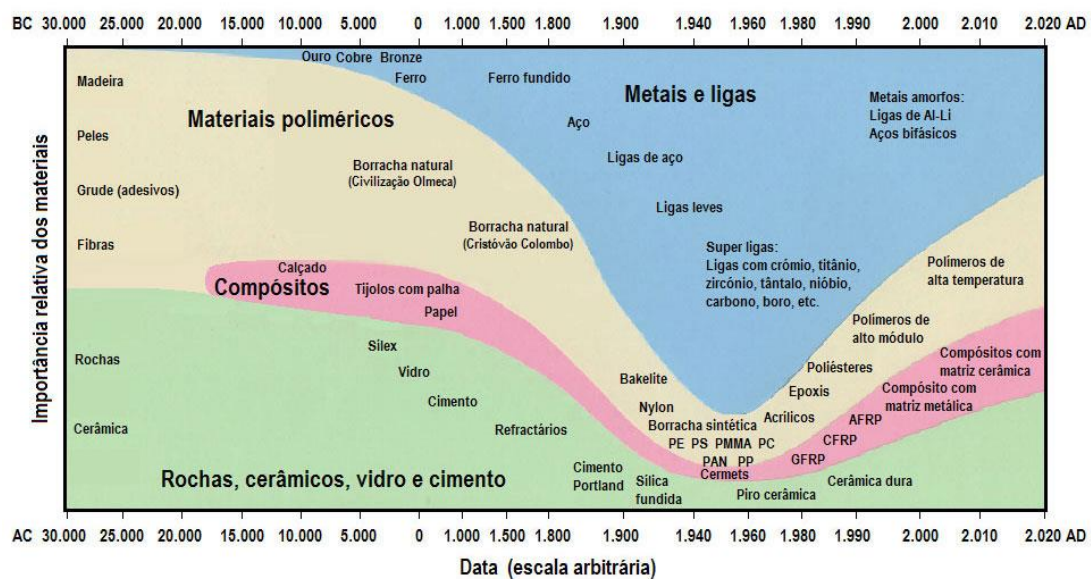 BC 30.000 25.000 20.000 15.000 10.000 5.000 0 1.000 1.500 1.800 1.900 1.940 1.960 1.980 1.990 2.000 2.010 2.020 AD
Importância relativa dos materiais
Ouro Cobre Bronze
Ferro
Ferro fundido
Metais e ligas
Metais amorfos:
Ligas de Al-Li
Aços bifásicos
Madeira
Materiais poliméricos
Aço
Peles
Ligas de aço
Borracha natural
(Civilização Olmeca)
Grude (adesivos)
Ligas leves
Borracha natural
(Cristóvão Colombo)
Fibras
Super ligas:
Ligas com crómio, titânio,
zircónio, tântalo, nióbio,
carbono, boro, etc.
Polímeros de
alta temperatura
Calçado
Compósitos
Tijolos com palha
Papel
Polímeros de
alto módulo
Rochas
Sílex
Vidro
Cimento
Refractários
Bakelite
Nylon
Borracha sintética
PE PS PMMA PC
PAN PP
Cermets
Acrilicos
Epoxis
Poliésteres
Compósitos com
matriz cerâmica
Compósito com
matriz metálica
AFRP
CFRP
GFRP
Cerâmica
Rochas, cerâmicos, vidro e cimento
Cimento
Portland
Silica
fundida
Piro cerâmica
Cerâmica dura
AC 30.000 25.000 20.000 15.000 10.000 5.000 0 1.000 1.500 1.800 1.900 1.940 1.960 1.980 1.990 2.000 2.010 2.020 AD
Data (escala arbitrária)